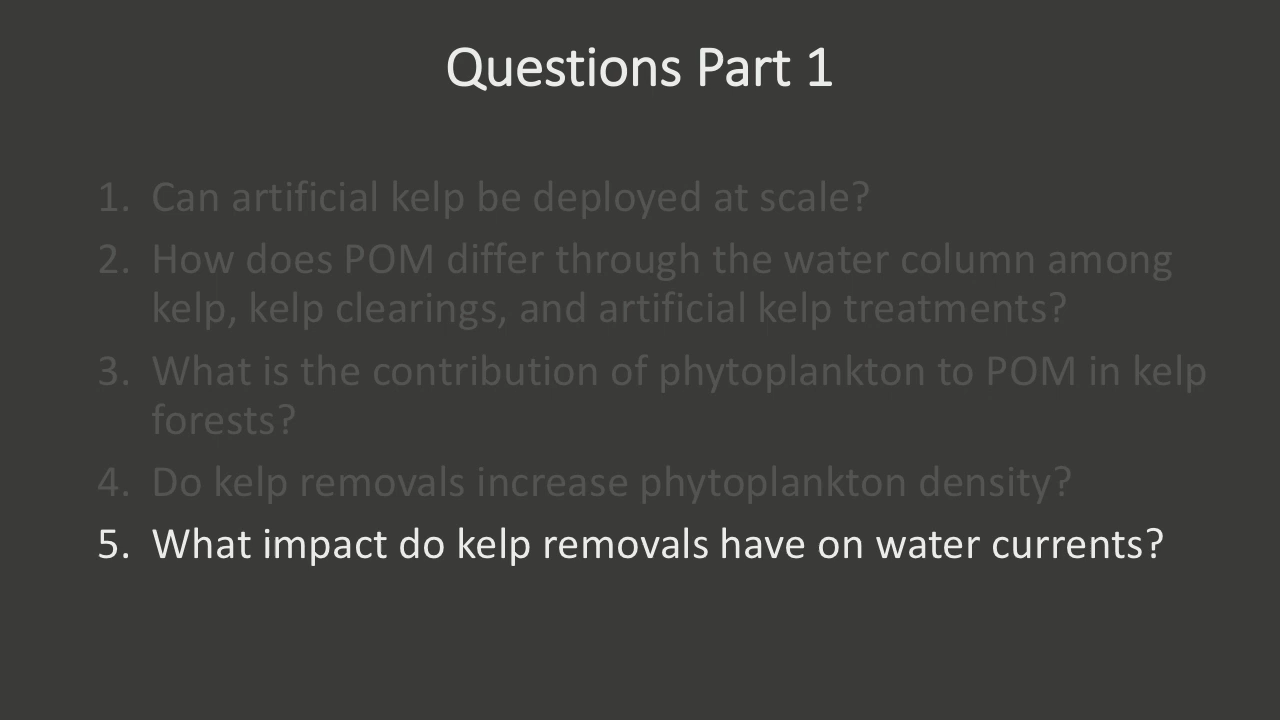 Questions Part 1
1. Can artificial kelp be deployed at scale?
2. How does POM differ through the water column among
kelp, kelp clearings, and artificial kelp treatments?
3. What is the contribution of phytoplankton to POM in kelp
forests?
4. Do kelp removals increase phytoplankton density?
5. What impact do kelp removals have on water currents?